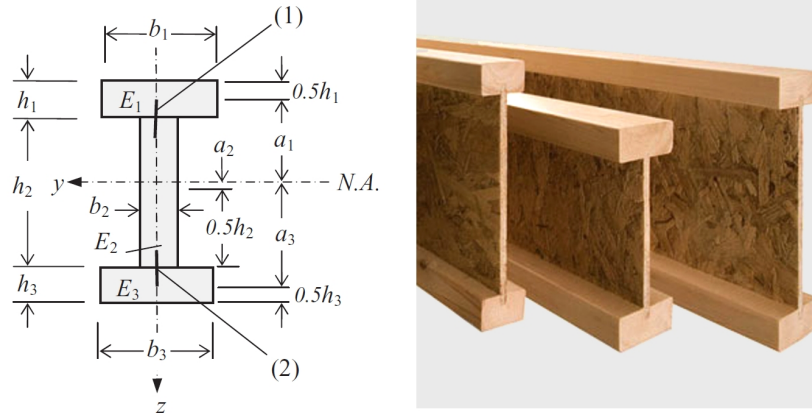 (1)
b₁
h₁
E₁
0.5h₁
a₁
a₂
h₂
y
N.A.
b₂
0.5h₂
a₃
E₂
h₃
E₃
0.5h₃
b₃
(2)
z